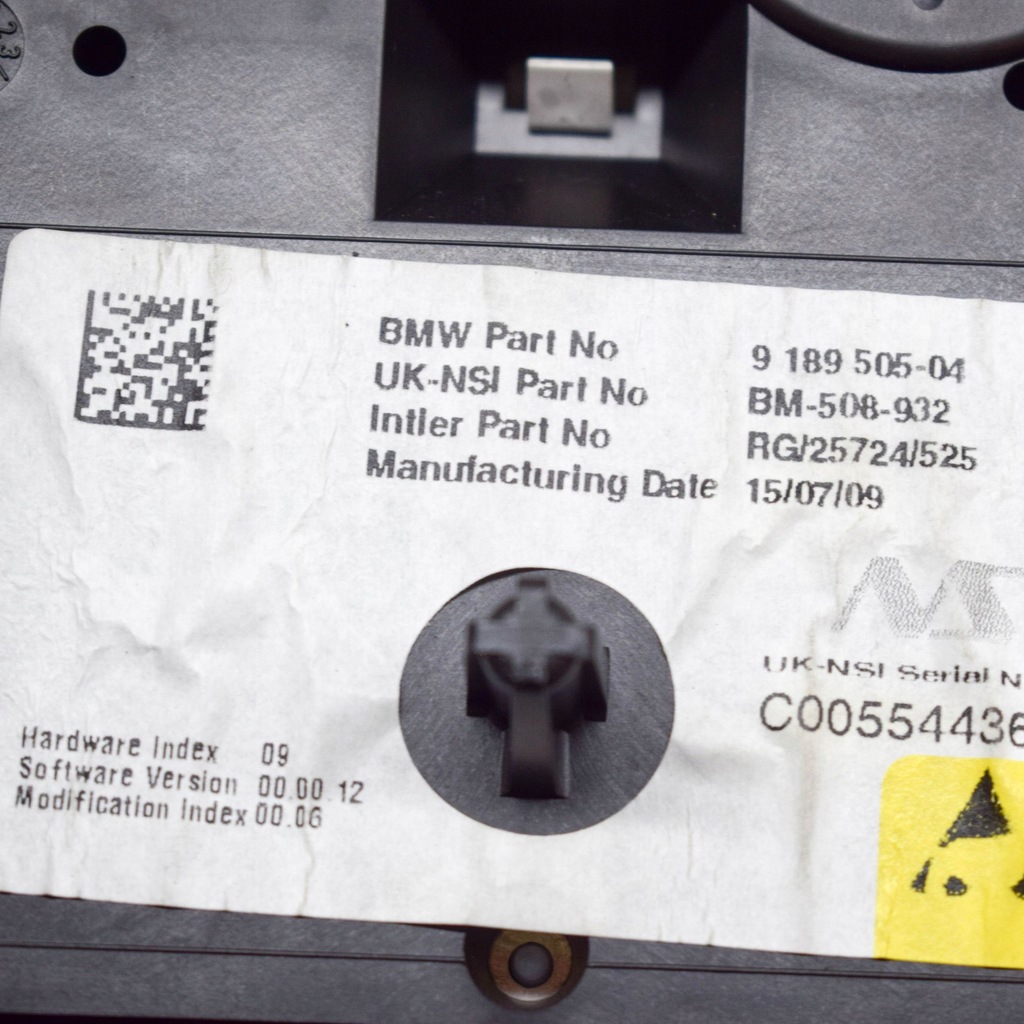 23/
BMW Part No 9 189 505-04
UK-NSI Part No BM-508-932
Intier Part No RG/25724/525
Manufacturing Date 15/07/09
UK-NSI Serial N
C00554436
Hardware Index 09
Software Version 00.00.12
Modification Index 00.06